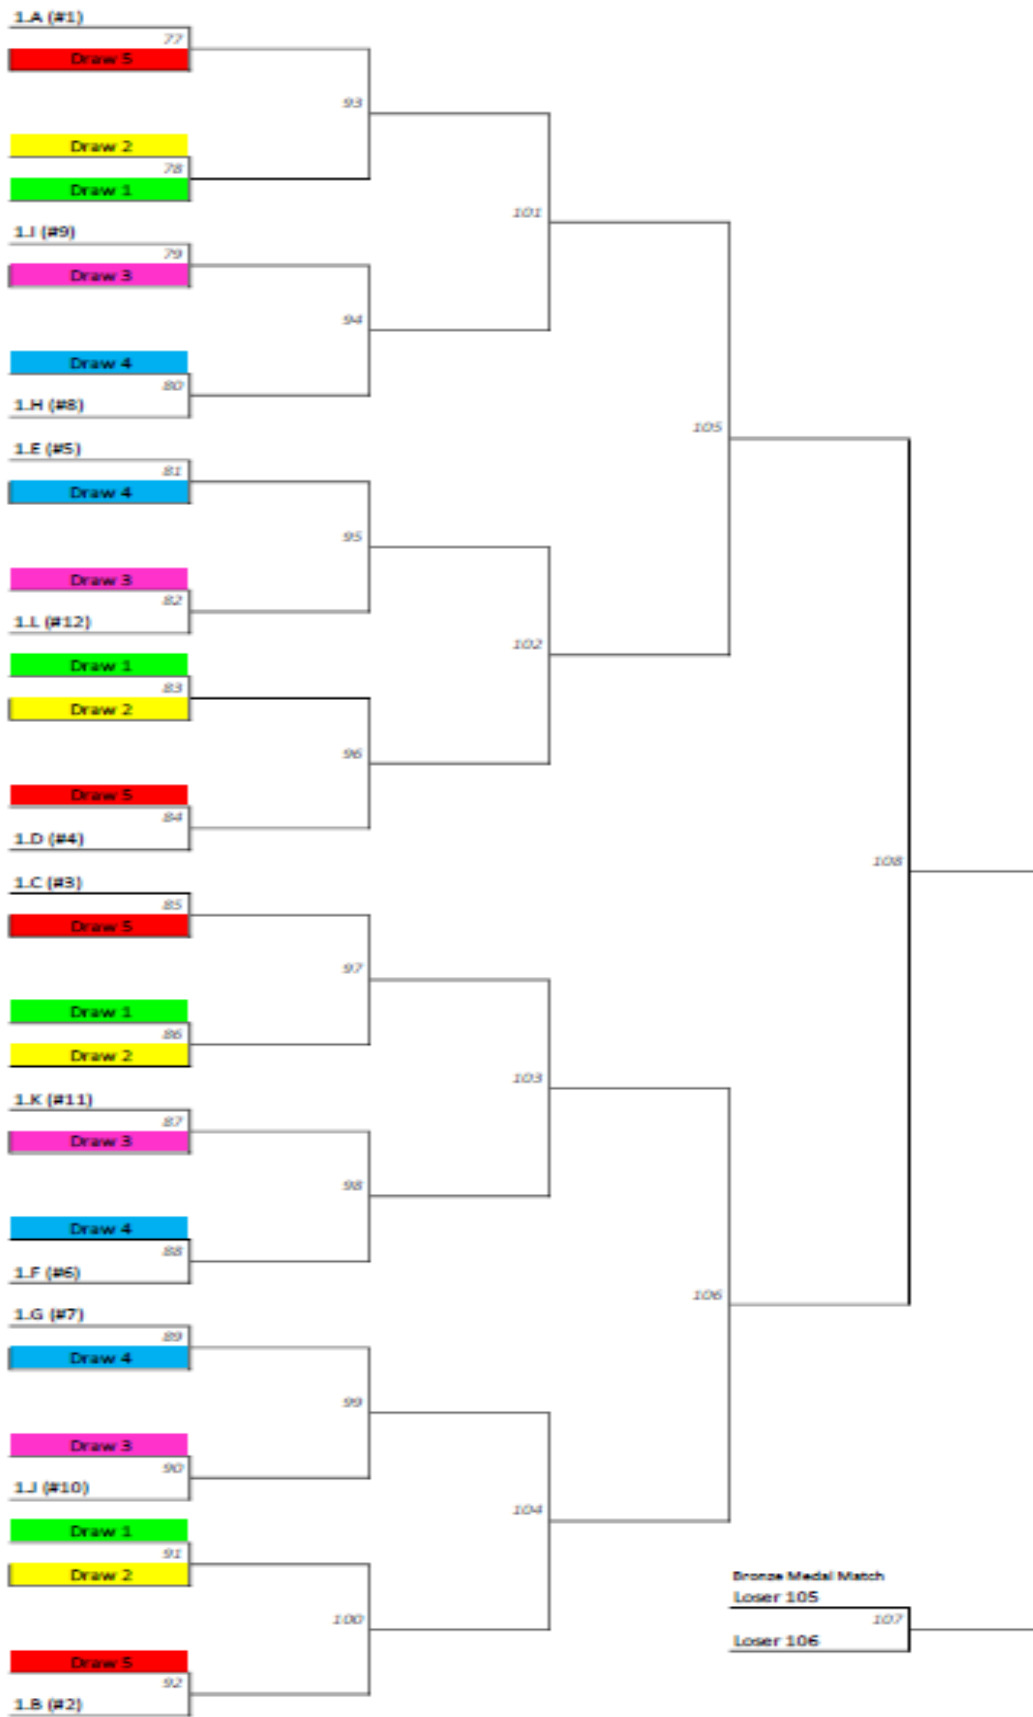 1.A (#1)
77
Draw 5
93
Draw 2
78
Draw 1
101
1.I (#9)
79
Draw 3
94
Draw 4
80
1.H (#8)
105
1.E (#5)
81
Draw 4
95
Draw 3
82
1.L (#12)
102
Draw 1
83
Draw 2
96
Draw 5
84
1.D (#4)
108
1.C (#3)
85
Draw 5
97
Draw 1
86
Draw 2
103
1.K (#11)
87
Draw 3
98
Draw 4
88
1.F (#6)
106
1.G (#7)
89
Draw 4
99
Draw 3
90
1.J (#10)
104
Draw 1
91
Draw 2
100
Draw 5
92
1.B (#2)
Bronze Medal Match
Loser 105
107
Loser 106